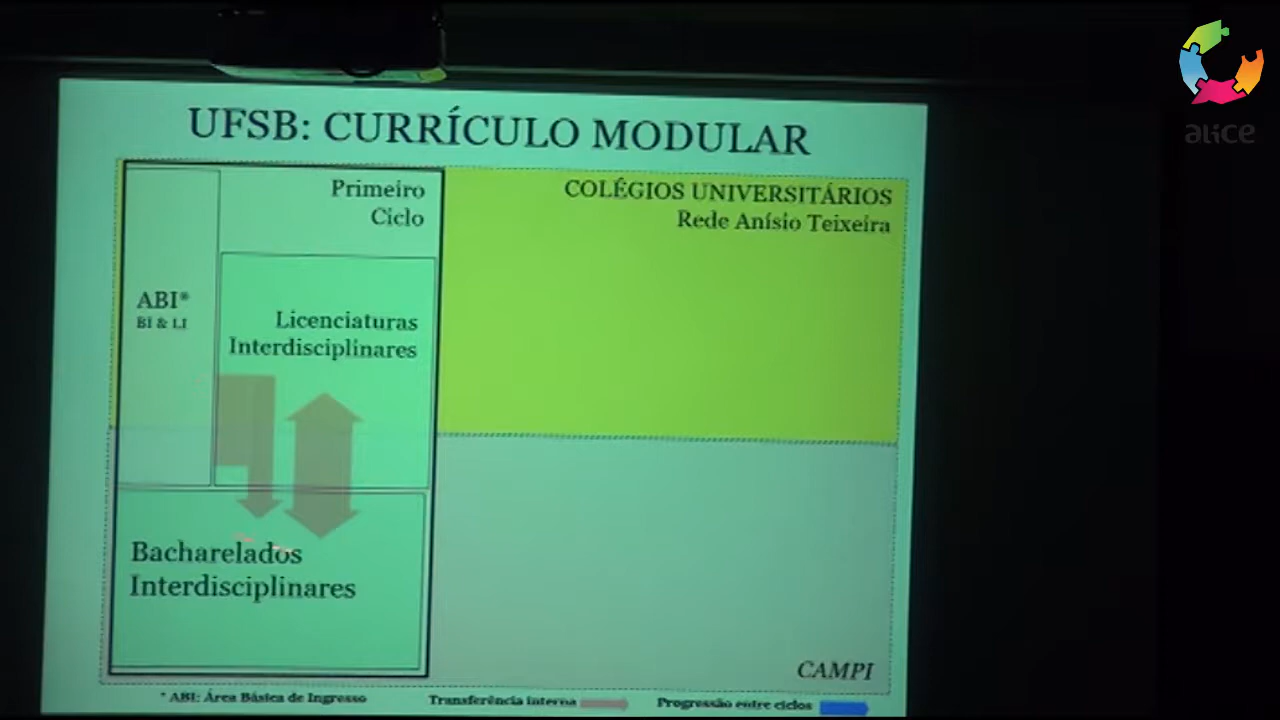 UFSB: CURRÍCULO MODULAR
Primeiro
Ciclo
COLÉGIOS UNIVERSITÁRIOS
Rede Anísio Teixeira
ABI*
BI & LI
Licenciaturas
Interdisciplinares
Bacharelados
Interdisciplinares
CAMPI
* ABI: Área Básica de Ingresso
Transferência interna
Progressão entre ciclos
alice